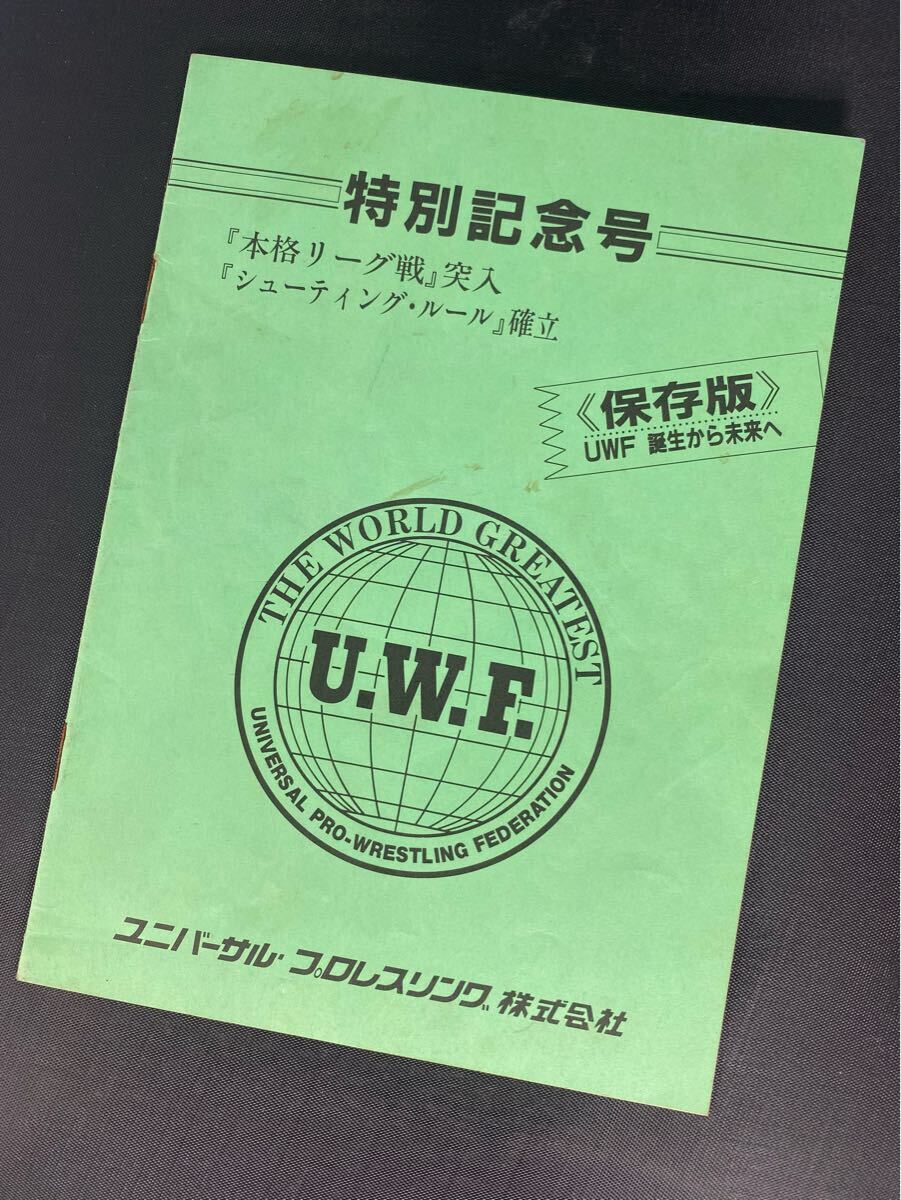 特別記念号
『本格リーグ戦』突入
『シューティング・ルール』確立
《保存版》
UWF 誕生から未来へ
THE WORLD GREATEST
U.W.F.
UNIVERSAL PRO-WRESTLING FEDERATION
ユニバーサル・プロレスリング株式会社